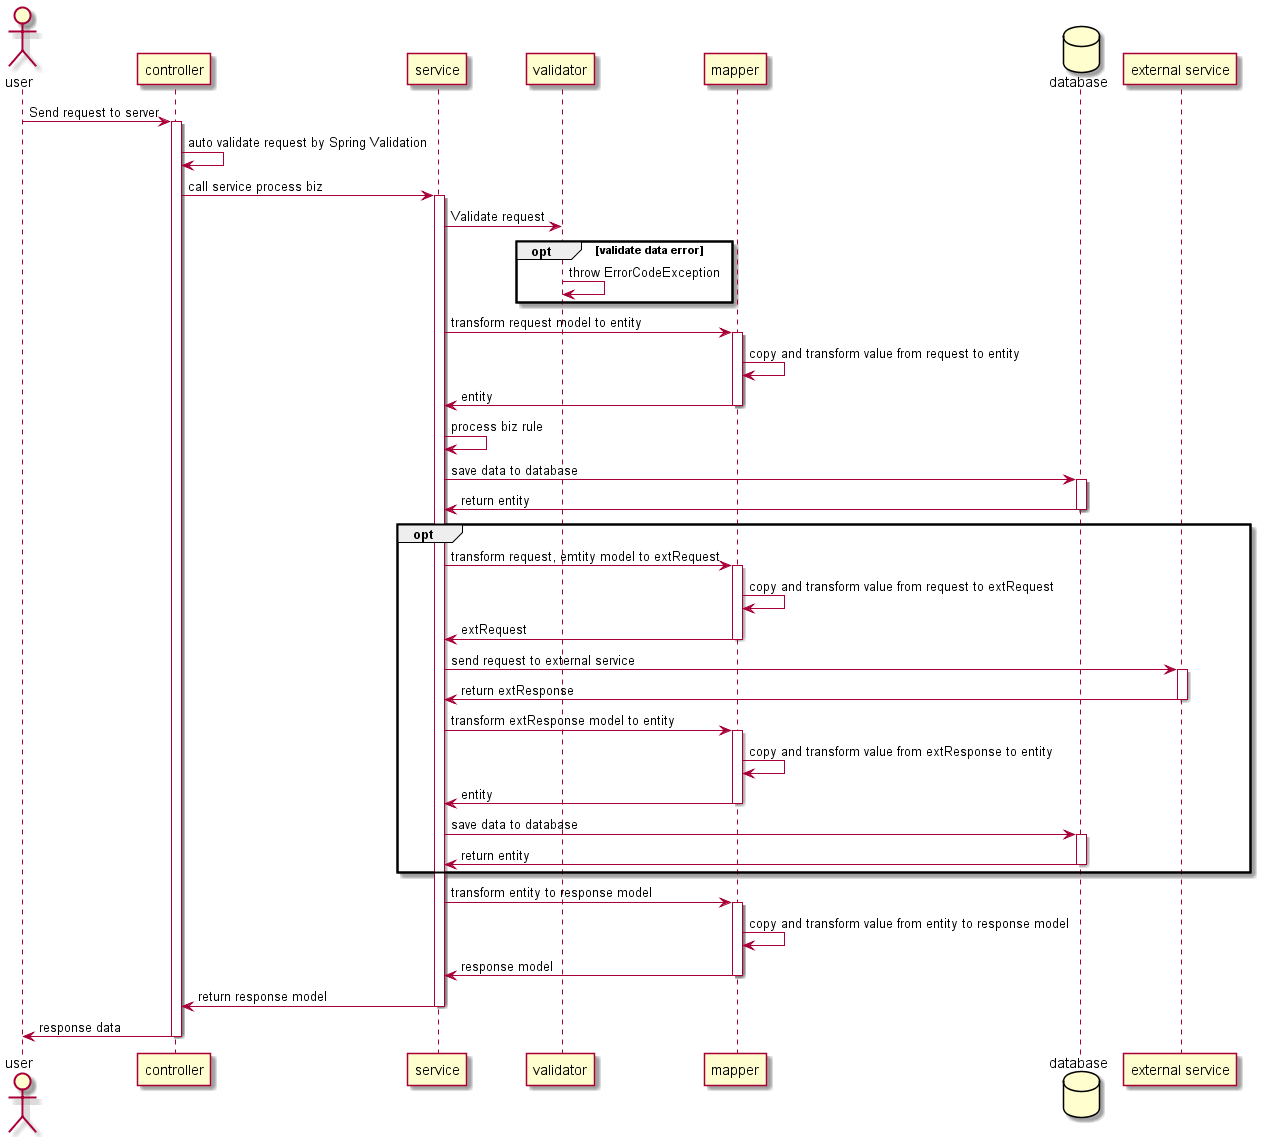 user
controller
service
validator
mapper
database
external service
Send request to server
auto validate request by Spring Validation
call service process biz
Validate request
opt
[validate data error]
throw ErrorCodeException
transform request model to entity
copy and transform value from request to entity
entity
process biz rule
save data to database
return entity
opt
transform request, emtity model to extRequest
copy and transform value from request to extRequest
extRequest
send request to external service
return extResponse
transform extResponse model to entity
copy and transform value from extResponse to entity
entity
save data to database
return entity
transform entity to response model
copy and transform value from entity to response model
response model
return response model
response data
user
controller
service
validator
mapper
database
external service